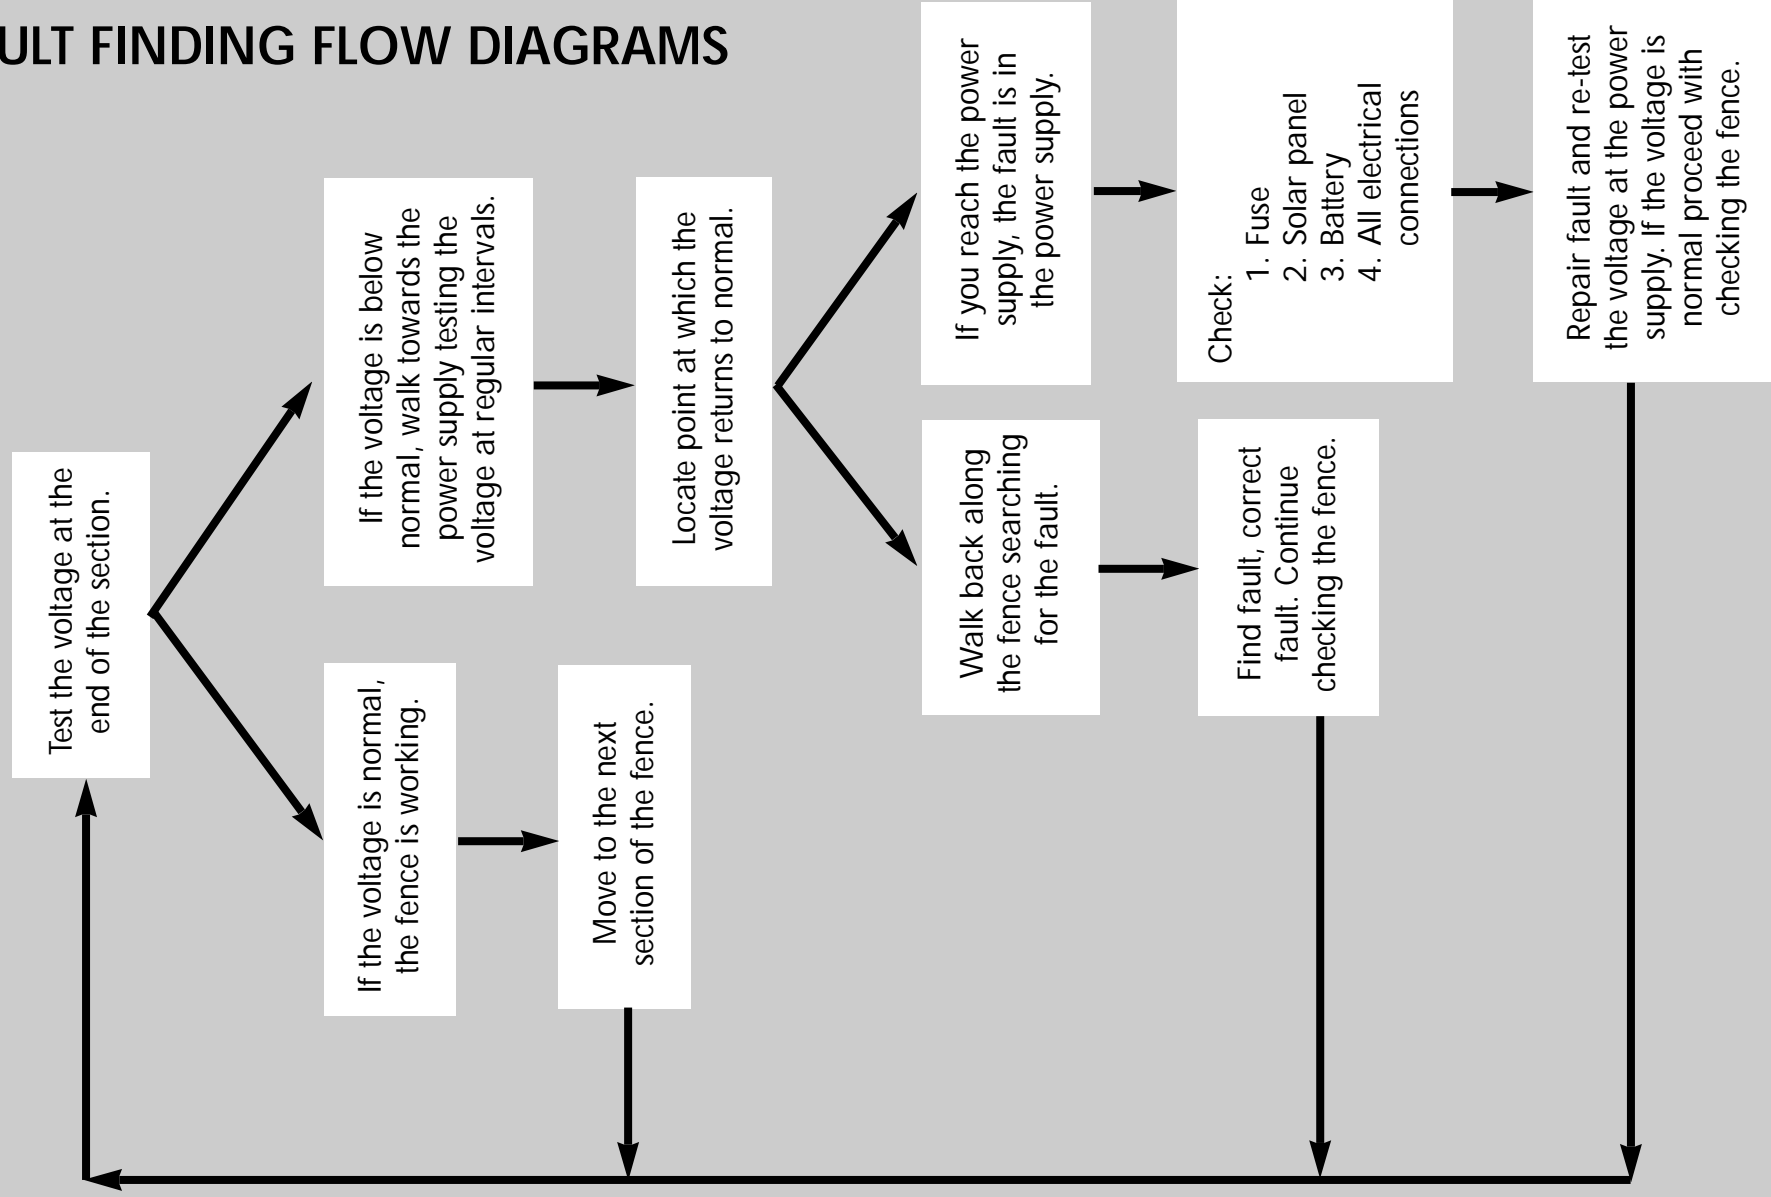 ULT FINDING FLOW DIAGRAMS
Test the voltage at the
end of the section.
If the voltage is normal,
the fence is working.
Move to the next
section of the fence.
If the voltage is below
normal, walk towards the
power supply testing the
voltage at regular intervals.
Locate point at which the
voltage returns to normal.
Walk back along
the fence searching
for the fault.
Find fault, correct
fault. Continue
checking the fence.
If you reach the power
supply, the fault is in
the power supply.
Check:
1. Fuse
2. Solar panel
3. Battery
4. All electrical
connections
Repair fault and re-test
the voltage at the power
supply. If the voltage is
normal proceed with
checking the fence.